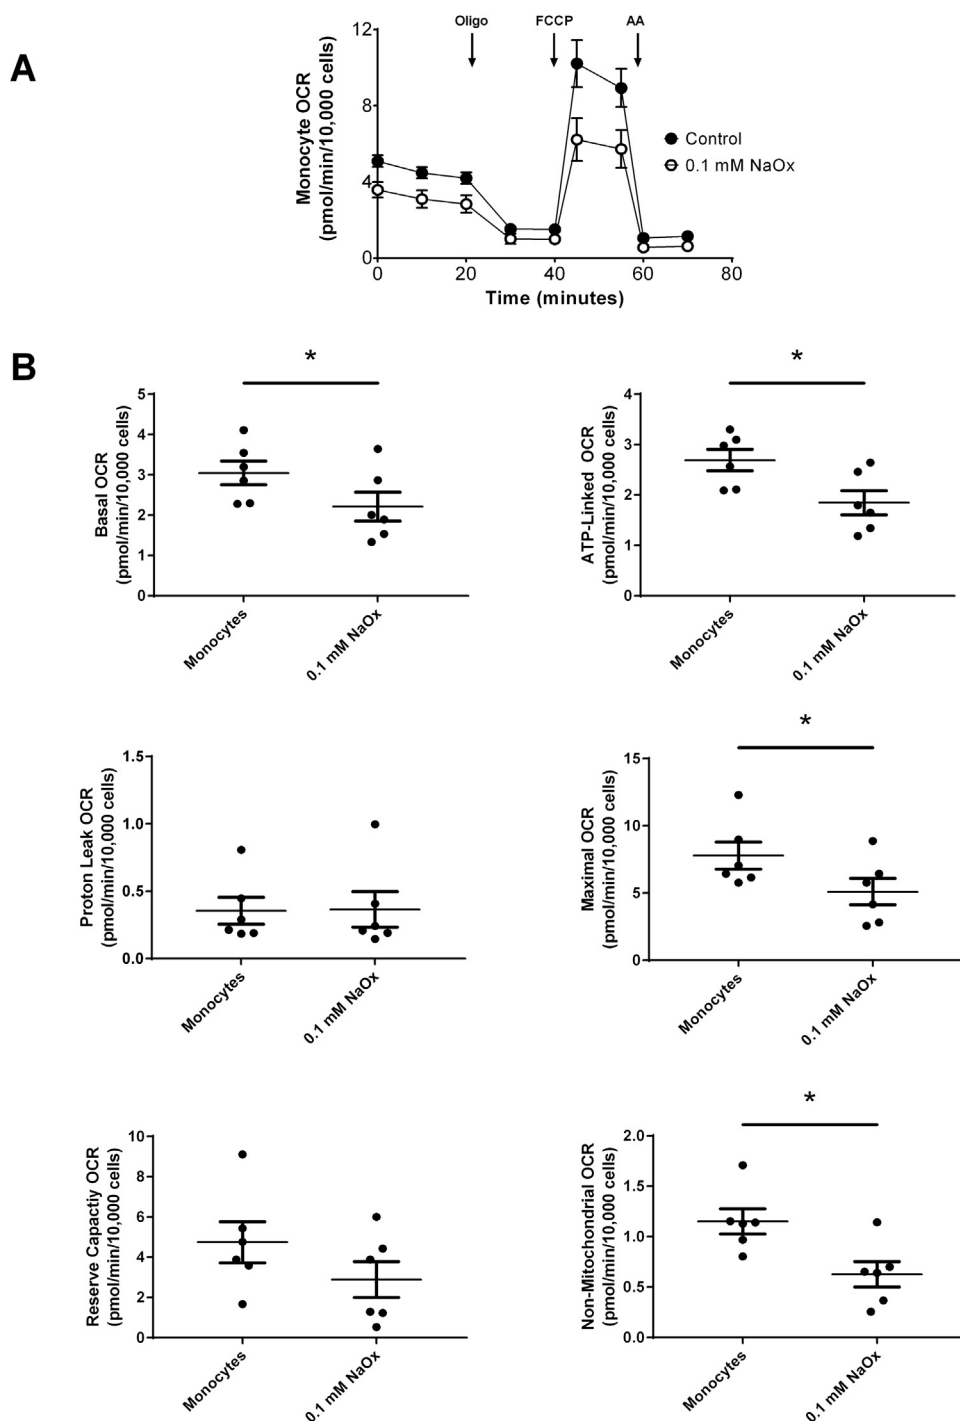 A
Oligo FCCP AA
Monocyte OCR
(pmol/min/10,000 cells)
12
8
4
0
0 20 40 60 80
Time (minutes)
Control
0.1 mM NaOx
B
*
Basal OCR
(pmol/min/10,000 cells)
5
4
3
2
1
0
Monocytes
0.1 mM NaOx
*
ATP-Linked OCR
(pmol/min/10,000 cells)
4
3
2
1
0
Monocytes
0.1 mM NaOx
Proton Leak OCR
(pmol/min/10,000 cells)
1.5
1.0
0.5
0.0
Monocytes
0.1 mM NaOx
*
Maximal OCR
(pmol/min/10,000 cells)
15
10
5
0
Monocytes
0.1 mM NaOx
Reserve Capactiy OCR
(pmol/min/10,000 cells)
10
8
6
4
2
0
Monocytes
0.1 mM NaOx
*
Non-Mitochondrial OCR
(pmol/min/10,000 cells)
2.0
1.5
1.0
0.5
0.0
Monocytes
0.1 mM NaOx